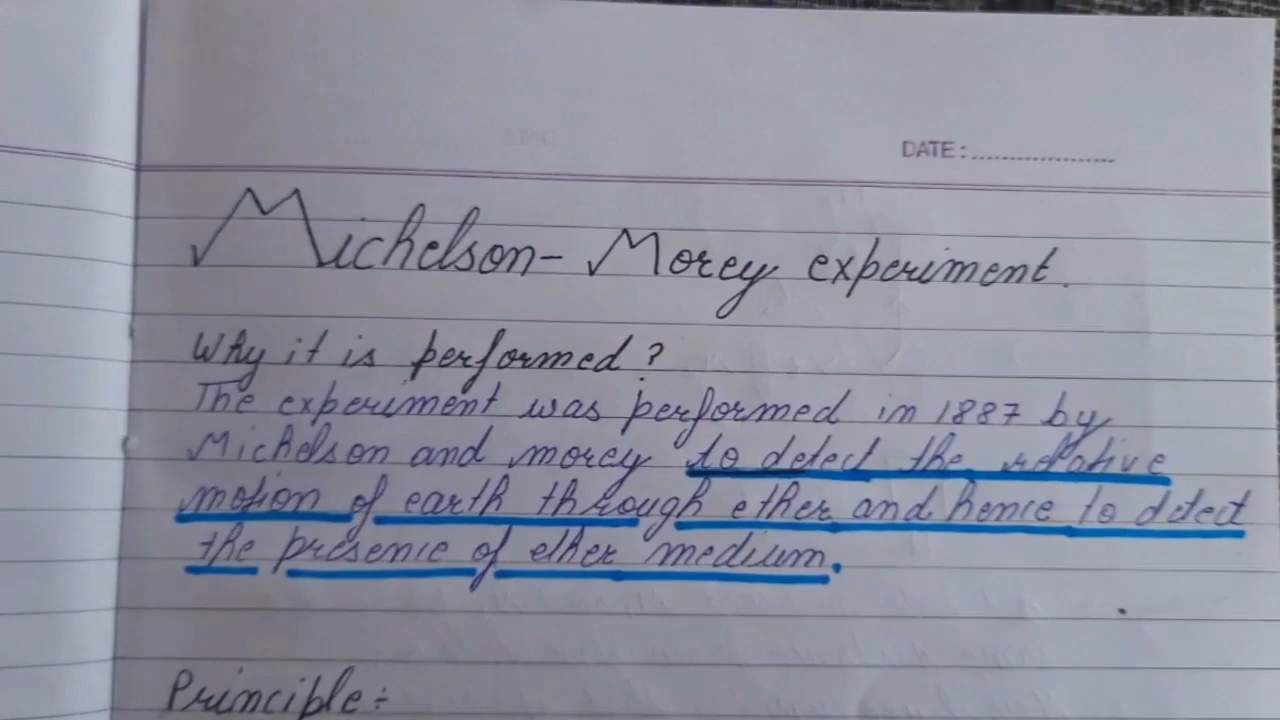 DATE:
Michelson- Morey experiment.
Why it is performed?
The experiment was performed in 1887 by
Michelson and morey to detect the relative
motion of earth through ether and hence to detect
the presence of ether medium.
Principle: